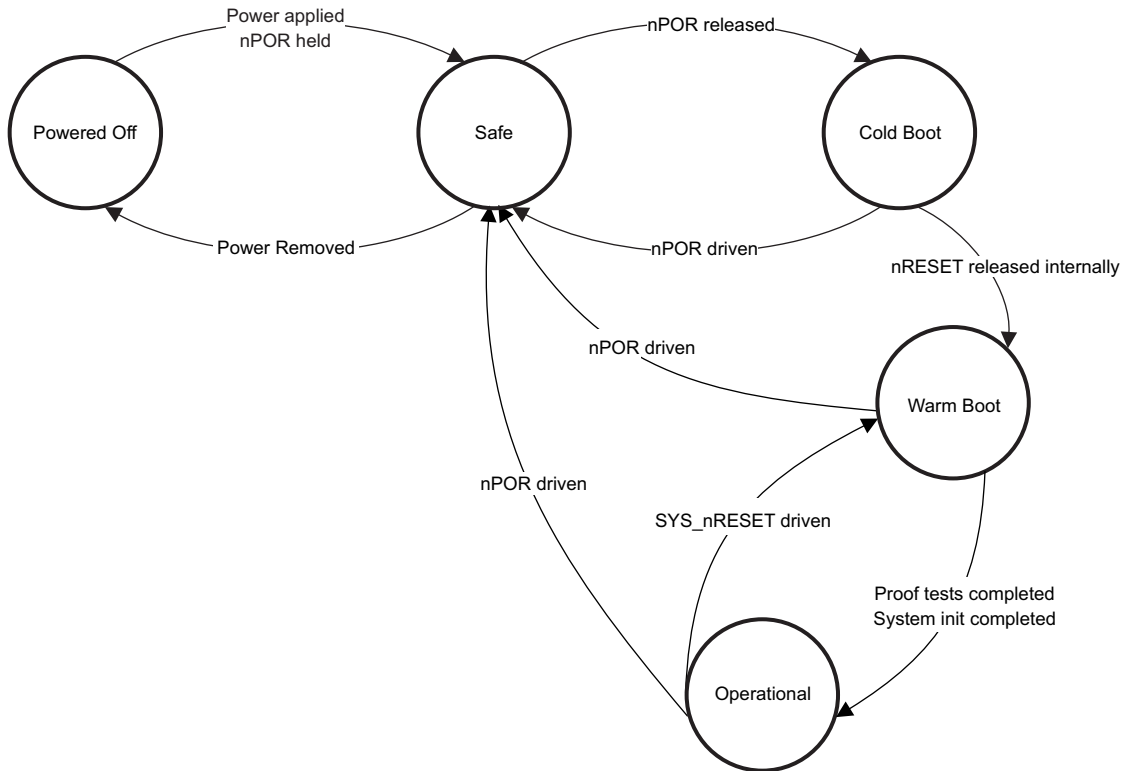 Power applied
nPOR held
nPOR released
Powered Off
Safe
Cold Boot
Power Removed
nPOR driven
nRESET released internally
nPOR driven
Warm Boot
nPOR driven
SYS_nRESET driven
Proof tests completed
System init completed
Operational